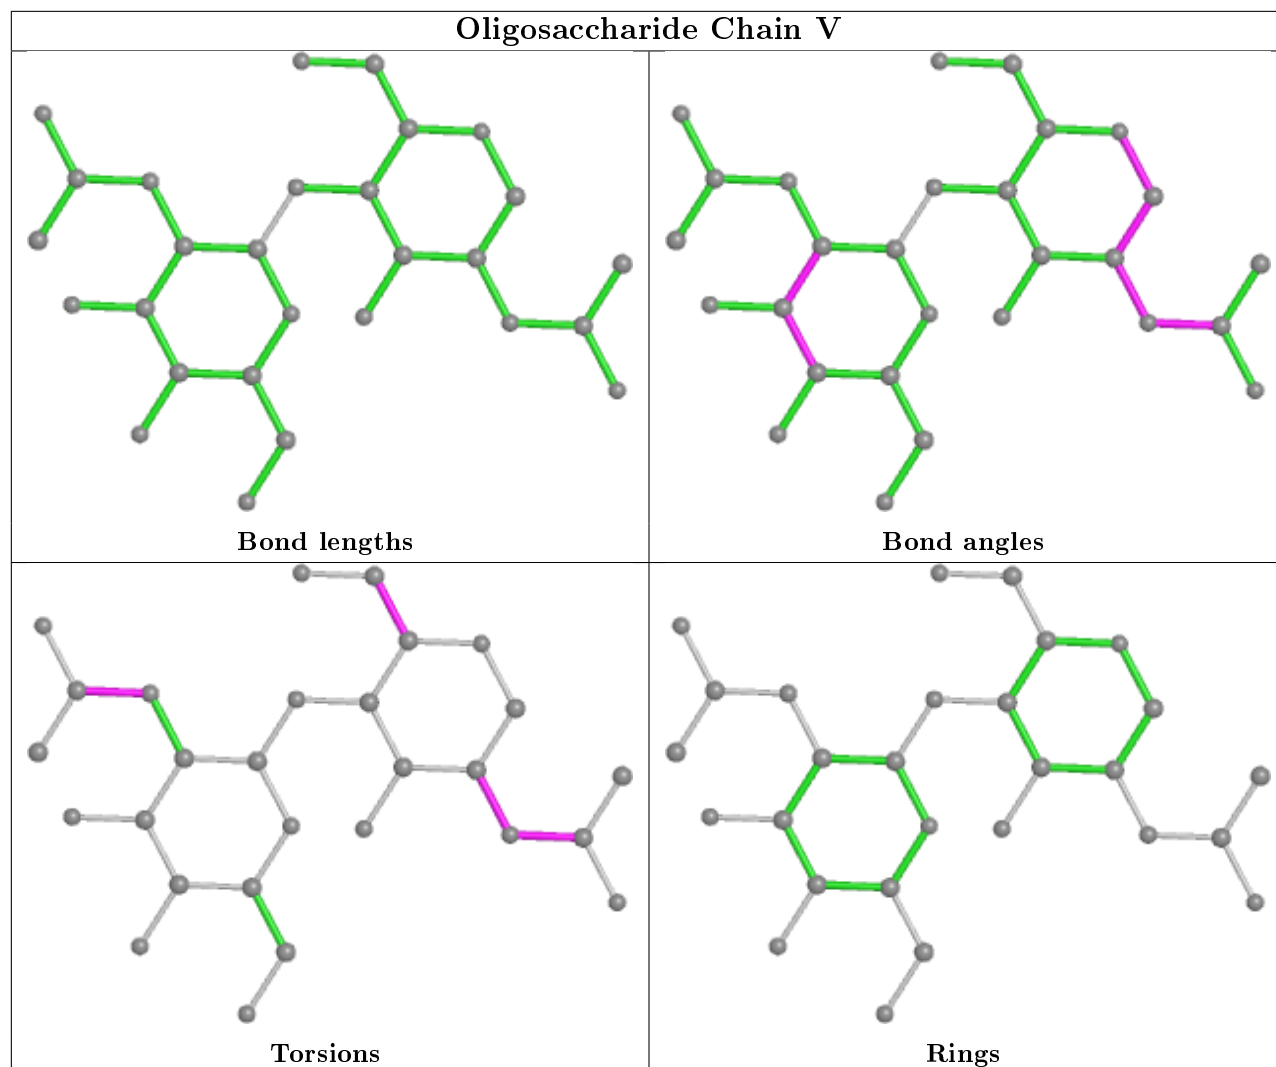 Oligosaccharide Chain V
Bond lengths
Bond angles
Torsions
Rings